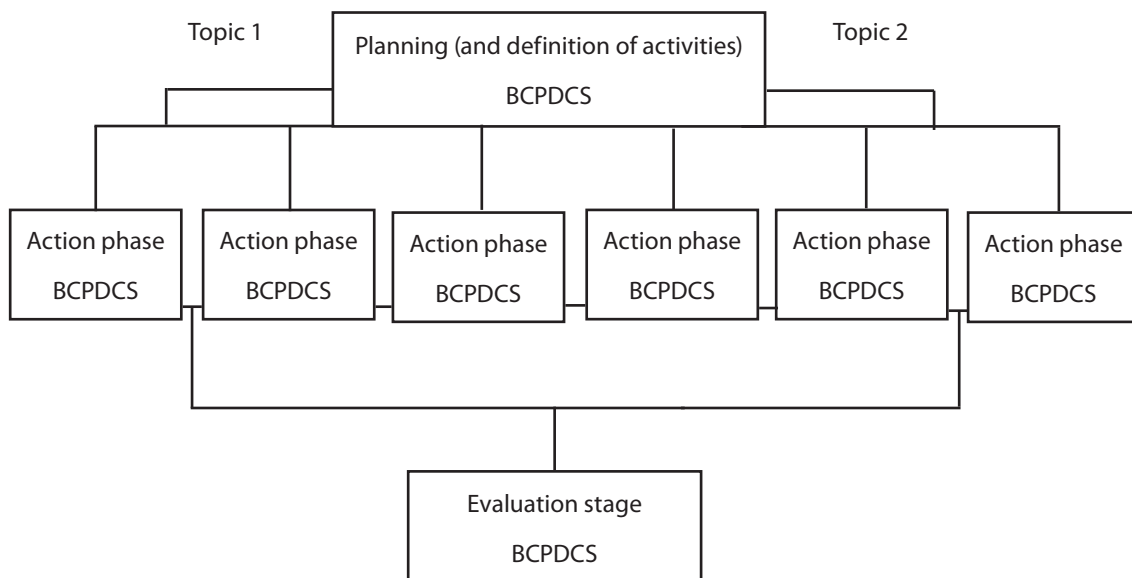 Topic 1
Planning (and definition of activities)
BCPDCS
Topic 2
Action phase
BCPDCS
Action phase
BCPDCS
Action phase
BCPDCS
Action phase
BCPDCS
Action phase
BCPDCS
Action phase
BCPDCS
Evaluation stage
BCPDCS